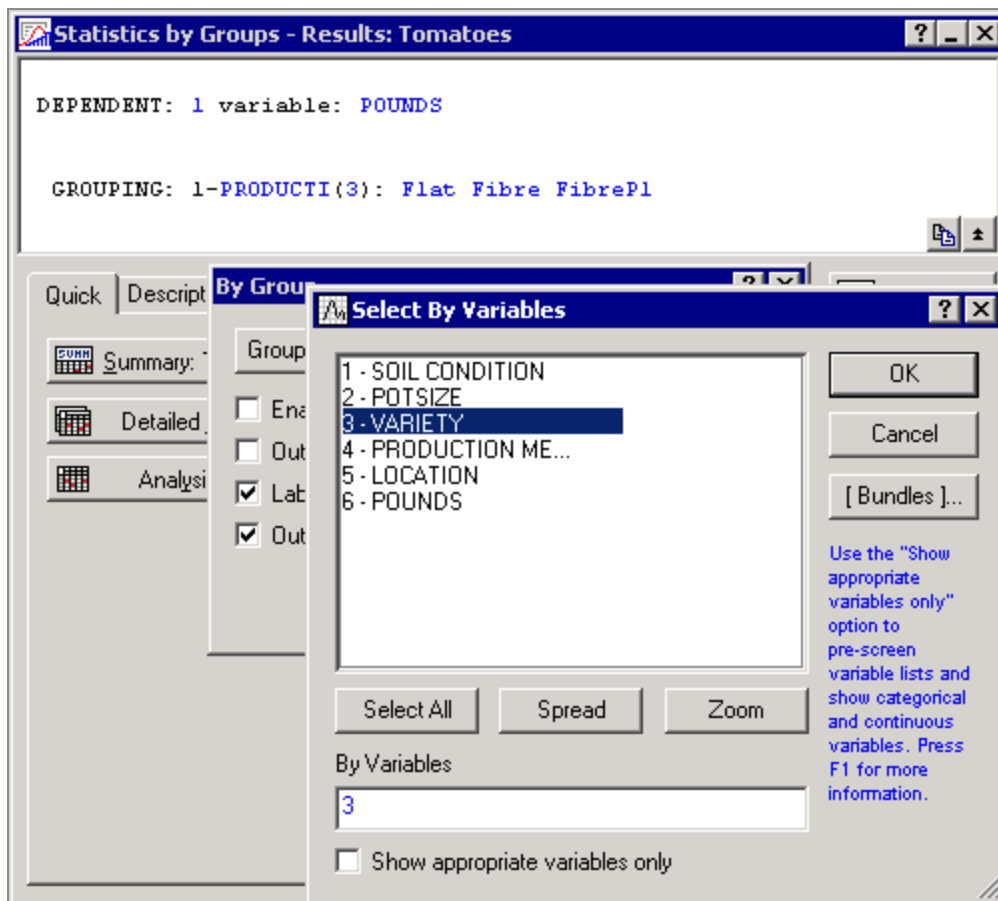 Statistics by Groups - Results: Tomatoes
DEPENDENT: 1 variable: POUNDS
GROUPING: 1-PRODUCTI(3): Flat Fibre FibrePl
Quick
Descript
Summary:
Detailed
Analysi
By Group
Group
Ena
Out
Lab
Out
Select By Variables
1 - SOIL CONDITION
2 - POTSIZE
3 - VARIETY
4 - PRODUCTION ME...
5 - LOCATION
6 - POUNDS
Select All
Spread
Zoom
By Variables
3
Show appropriate variables only
OK
Cancel
[ Bundles ]...
Use the "Show
appropriate
variables only"
option to
pre-screen
variable lists and
show categorical
and continuous
variables. Press
F1 for more
information.